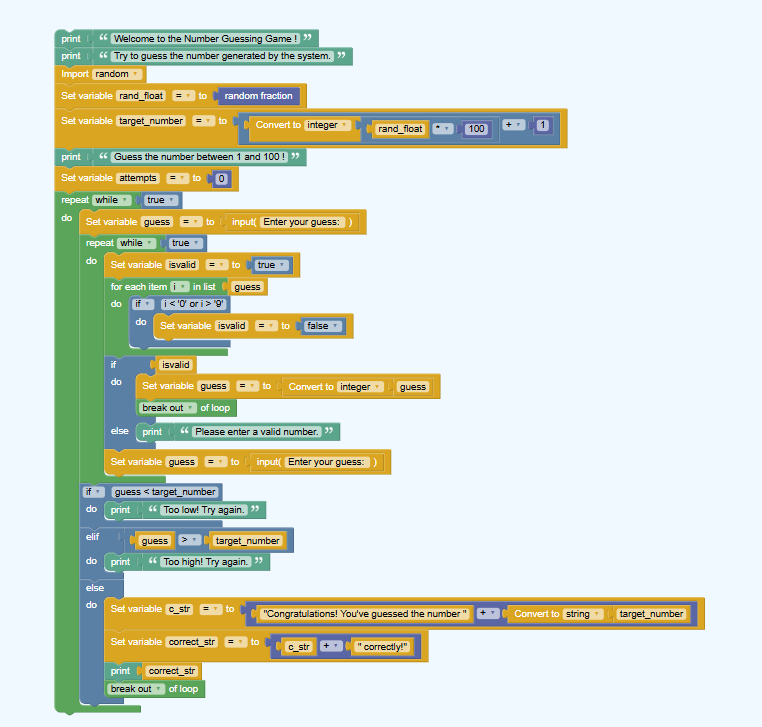 print “ Welcome to the Number Guessing Game ! ”
print “ Try to guess the number generated by the system. ”
Import random
Set variable rand_float = to random fraction
Set variable target_number = to Convert to integer rand_float * 100 + 1
print “ Guess the number between 1 and 100 ! ”
Set variable attempts = to 0
repeat while true
do Set variable guess = to input( Enter your guess: )
repeat while true
do Set variable isvalid = to true
for each item i in list guess
do if i < '0' or i > '9'
do Set variable isvalid = to false
if isvalid
do Set variable guess = to Convert to integer guess
break out of loop
else print “ Please enter a valid number. ”
Set variable guess = to input( Enter your guess: )
if guess < target_number
do print “ Too low! Try again. ”
elif guess > target_number
do print “ Too high! Try again. ”
else
do Set variable c_str = to "Congratulations! You've guessed the number " + Convert to string target_number
Set variable correct_str = to c_str + " correctly!"
print correct_str
break out of loop